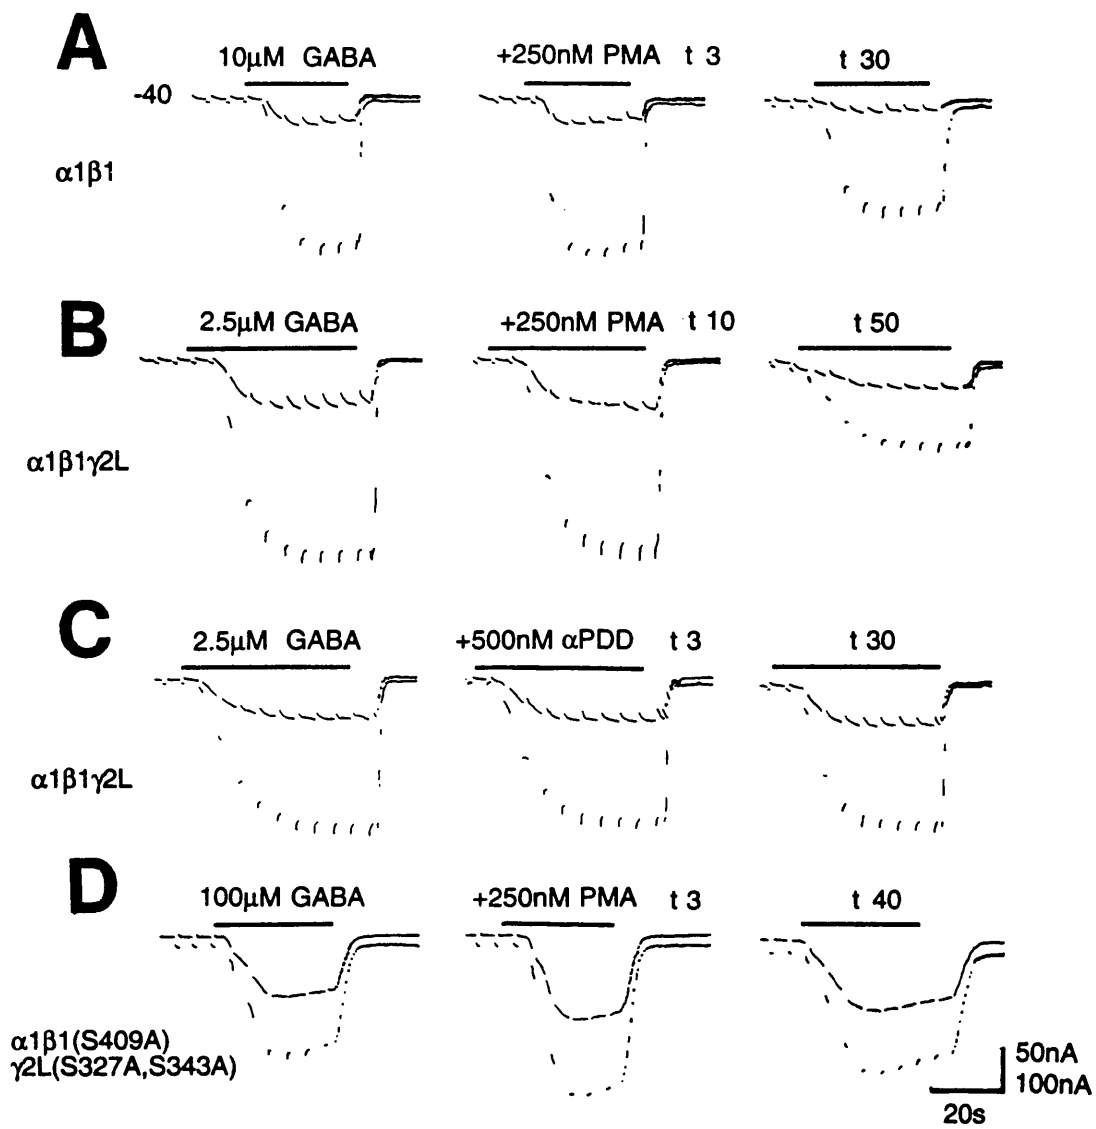 A
10μM GABA
+250nM PMA t 3
t 30
-40
α1β1
B
2.5μM GABA
+250nM PMA t 10
t 50
α1β1γ2L
C
2.5μM GABA
+500nM αPDD t 3
t 30
α1β1γ2L
D
100μM GABA
+250nM PMA t 3
t 40
α1β1(S409A)
γ2L(S327A,S343A)
50nA
100nA
20s